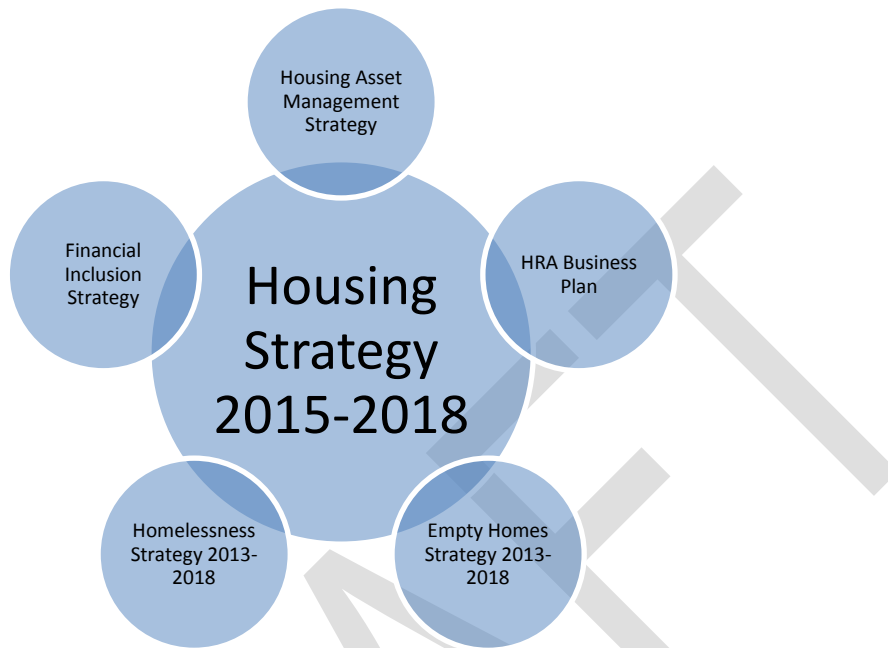 Housing Asset
Management
Strategy
Financial
Inclusion
Strategy
HRA Business
Plan
Housing
Strategy
2015-2018
Homelessness
Strategy 2013-
2018
Empty Homes
Strategy 2013-
2018